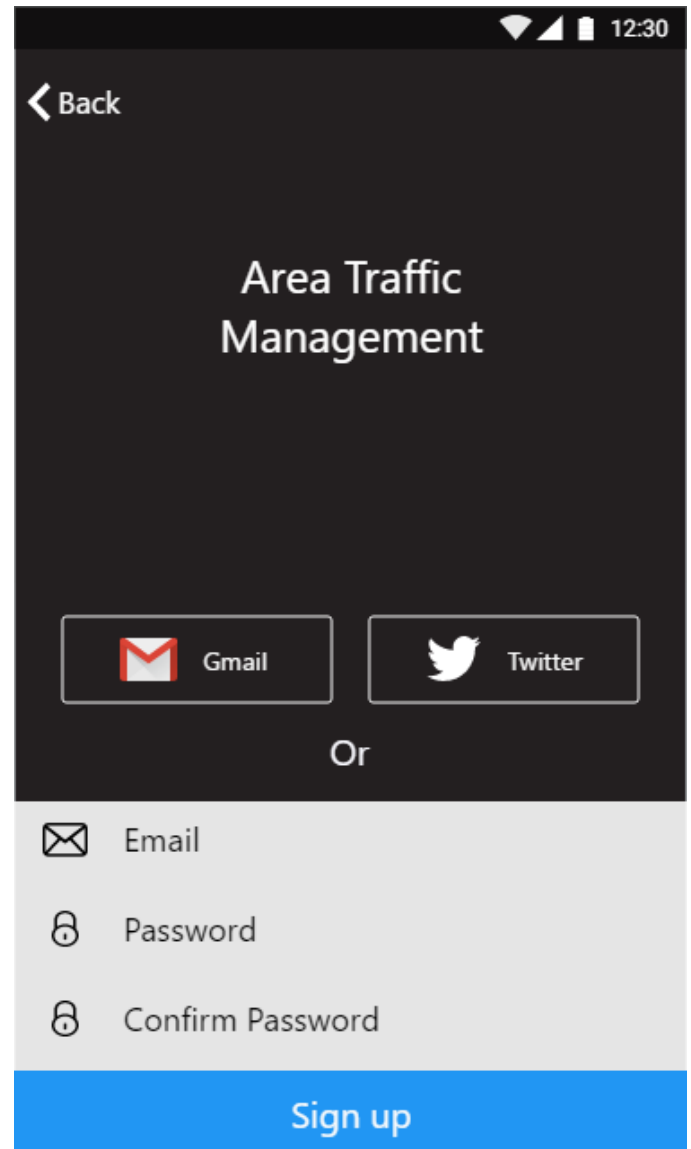 12:30
Back
Area Traffic
Management
Gmail
Twitter
Or
Email
Password
Confirm Password
Sign up